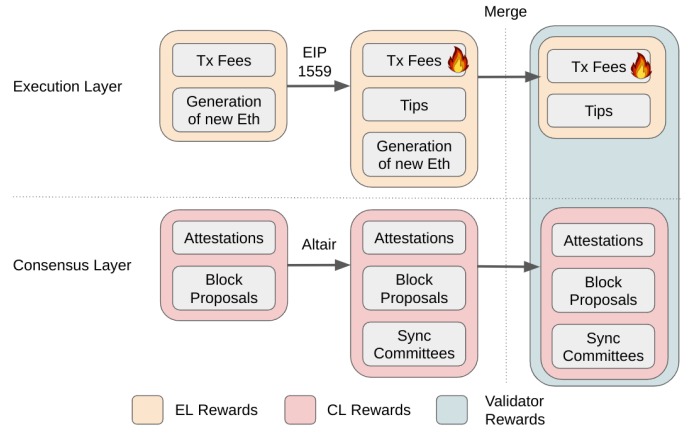 Merge
Execution Layer
Tx Fees
Generation
of new Eth
EIP
1559
Tx Fees
Tips
Generation
of new Eth
Tx Fees
Tips
Consensus Layer
Attestations
Block
Proposals
Altair
Attestations
Block
Proposals
Sync
Committees
Attestations
Block
Proposals
Sync
Committees
EL Rewards
CL Rewards
Validator
Rewards